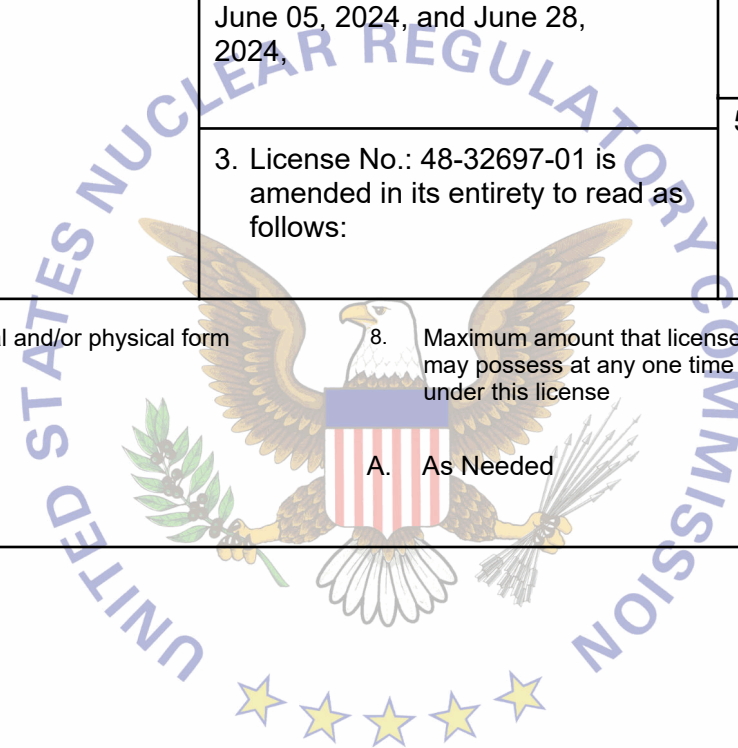 June 05, 2024, and June 28,
2024,
3. License No.: 48-32697-01 is
amended in its entirety to read as
follows:
and/or physical form
8. Maximum amount that
may possess at any one time
under this license
A. As Needed
UNITED STATES NUCLEAR REGULATORY COMMISSION